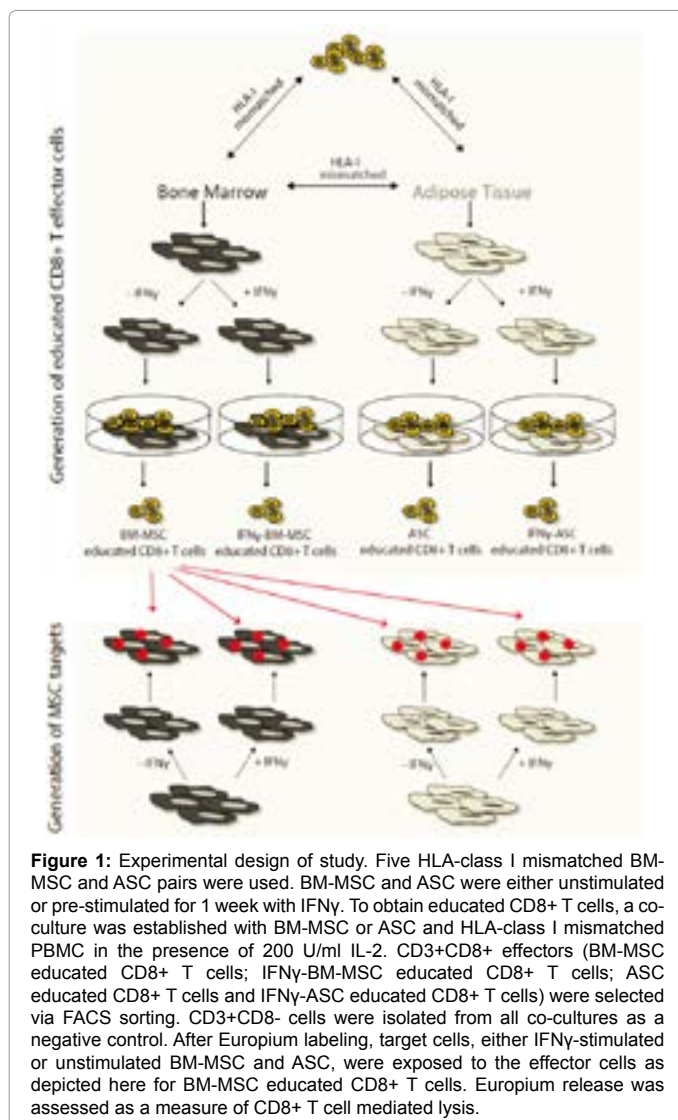 HLA-I
mismatched
HLA-I
mismatched
HLA-I
mismatched
Bone Marrow
Adipose Tissue
Generation of educated CD8+ T effector cells
- IFNγ
+ IFNγ
- IFNγ
+ IFNγ
BM-MSC
educated CD8+ T cells
IFNγ-BM-MSC
educated CD8+ T cells
ASC
educated CD8+ T cells
IFNγ-ASC
educated CD8+ T cells
Generation of MSC targets
- IFNγ
+ IFNγ
- IFNγ
+ IFNγ
Figure 1: Experimental design of study. Five HLA-class I mismatched BM-
MSC and ASC pairs were used. BM-MSC and ASC were either unstimulated
or pre-stimulated for 1 week with IFNγ. To obtain educated CD8+ T cells, a co-
culture was established with BM-MSC or ASC and HLA-class I mismatched
PBMC in the presence of 200 U/ml IL-2. CD3+CD8+ effectors (BM-MSC
educated CD8+ T cells; IFNγ-BM-MSC educated CD8+ T cells; ASC
educated CD8+ T cells and IFNγ-ASC educated CD8+ T cells) were selected
via FACS sorting. CD3+CD8- cells were isolated from all co-cultures as a
negative control. After Europium labeling, target cells, either IFNγ-stimulated
or unstimulated BM-MSC and ASC, were exposed to the effector cells as
depicted here for BM-MSC educated CD8+ T cells. Europium release was
assessed as a measure of CD8+ T cell mediated lysis.